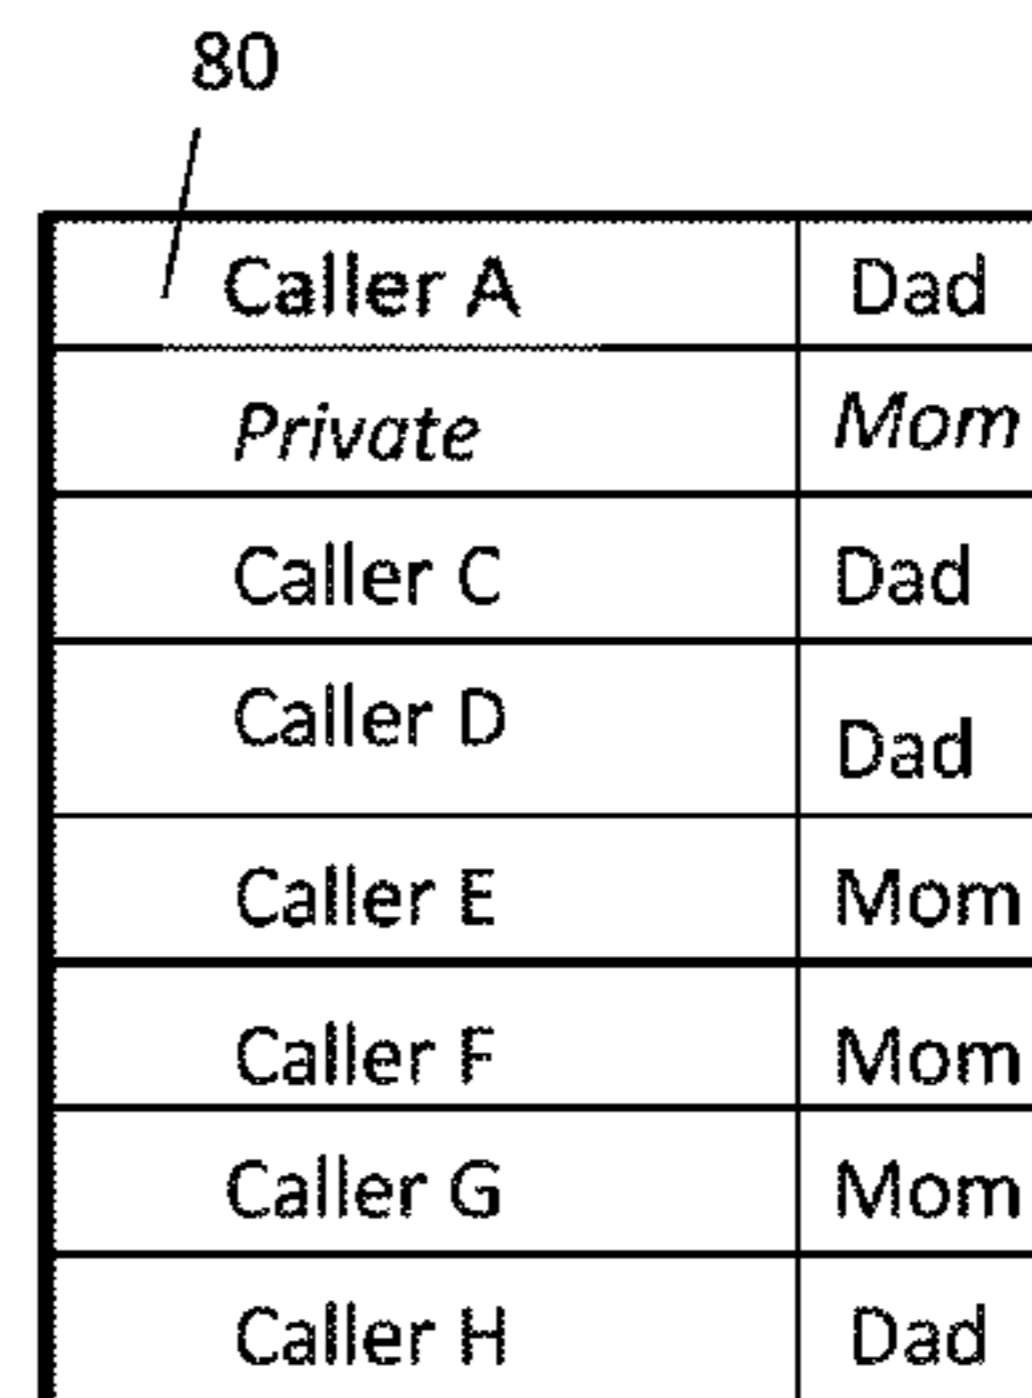 80
Caller A Dad
Private Mom
Caller C Dad
Caller D Dad
Caller E Mom
Caller F Mom
Caller G Mom
Caller H Dad